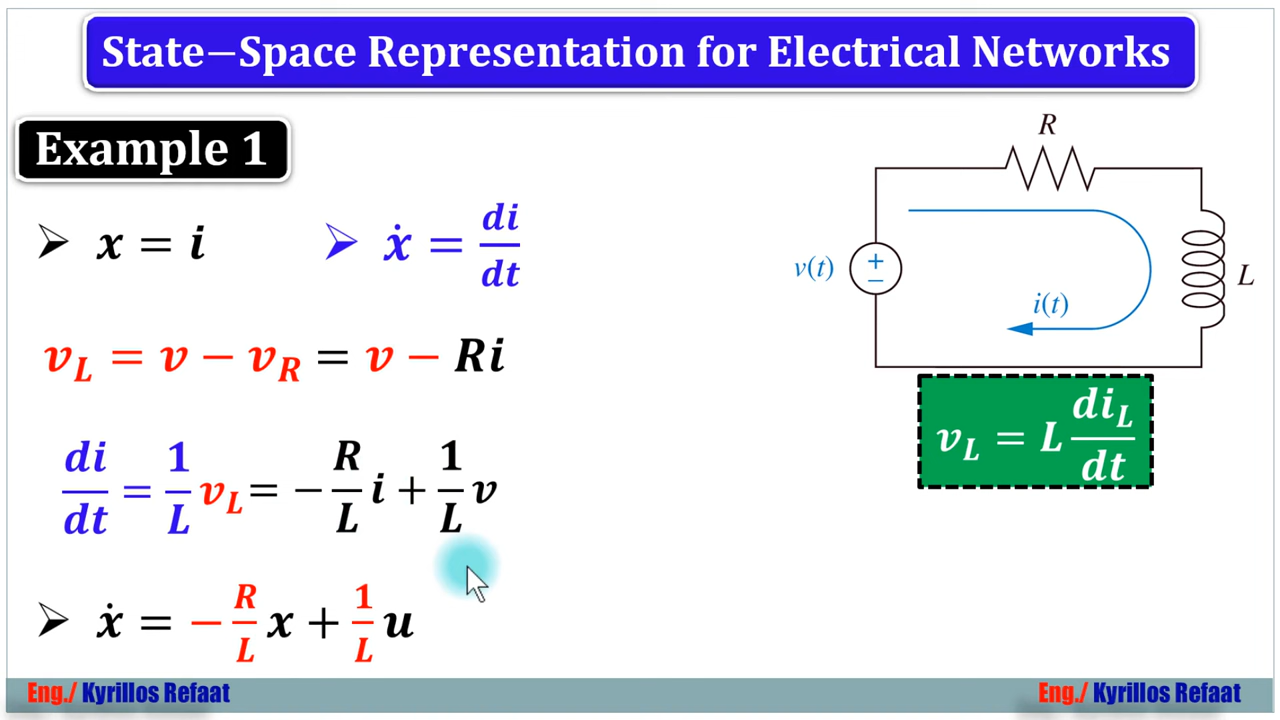 State−Space Representation for Electrical Networks
Example 1
➢ x = i
➢ ẋ = di/dt
v_L = v − v_R = v − Ri
di/dt = 1/L v_L = − R/L i + 1/L v
➢ ẋ = − R/L x + 1/L u
R
v(t)
+
−
i(t)
L
v_L = L di_L/dt
Eng./ Kyrillos Refaat
Eng./ Kyrillos Refaat